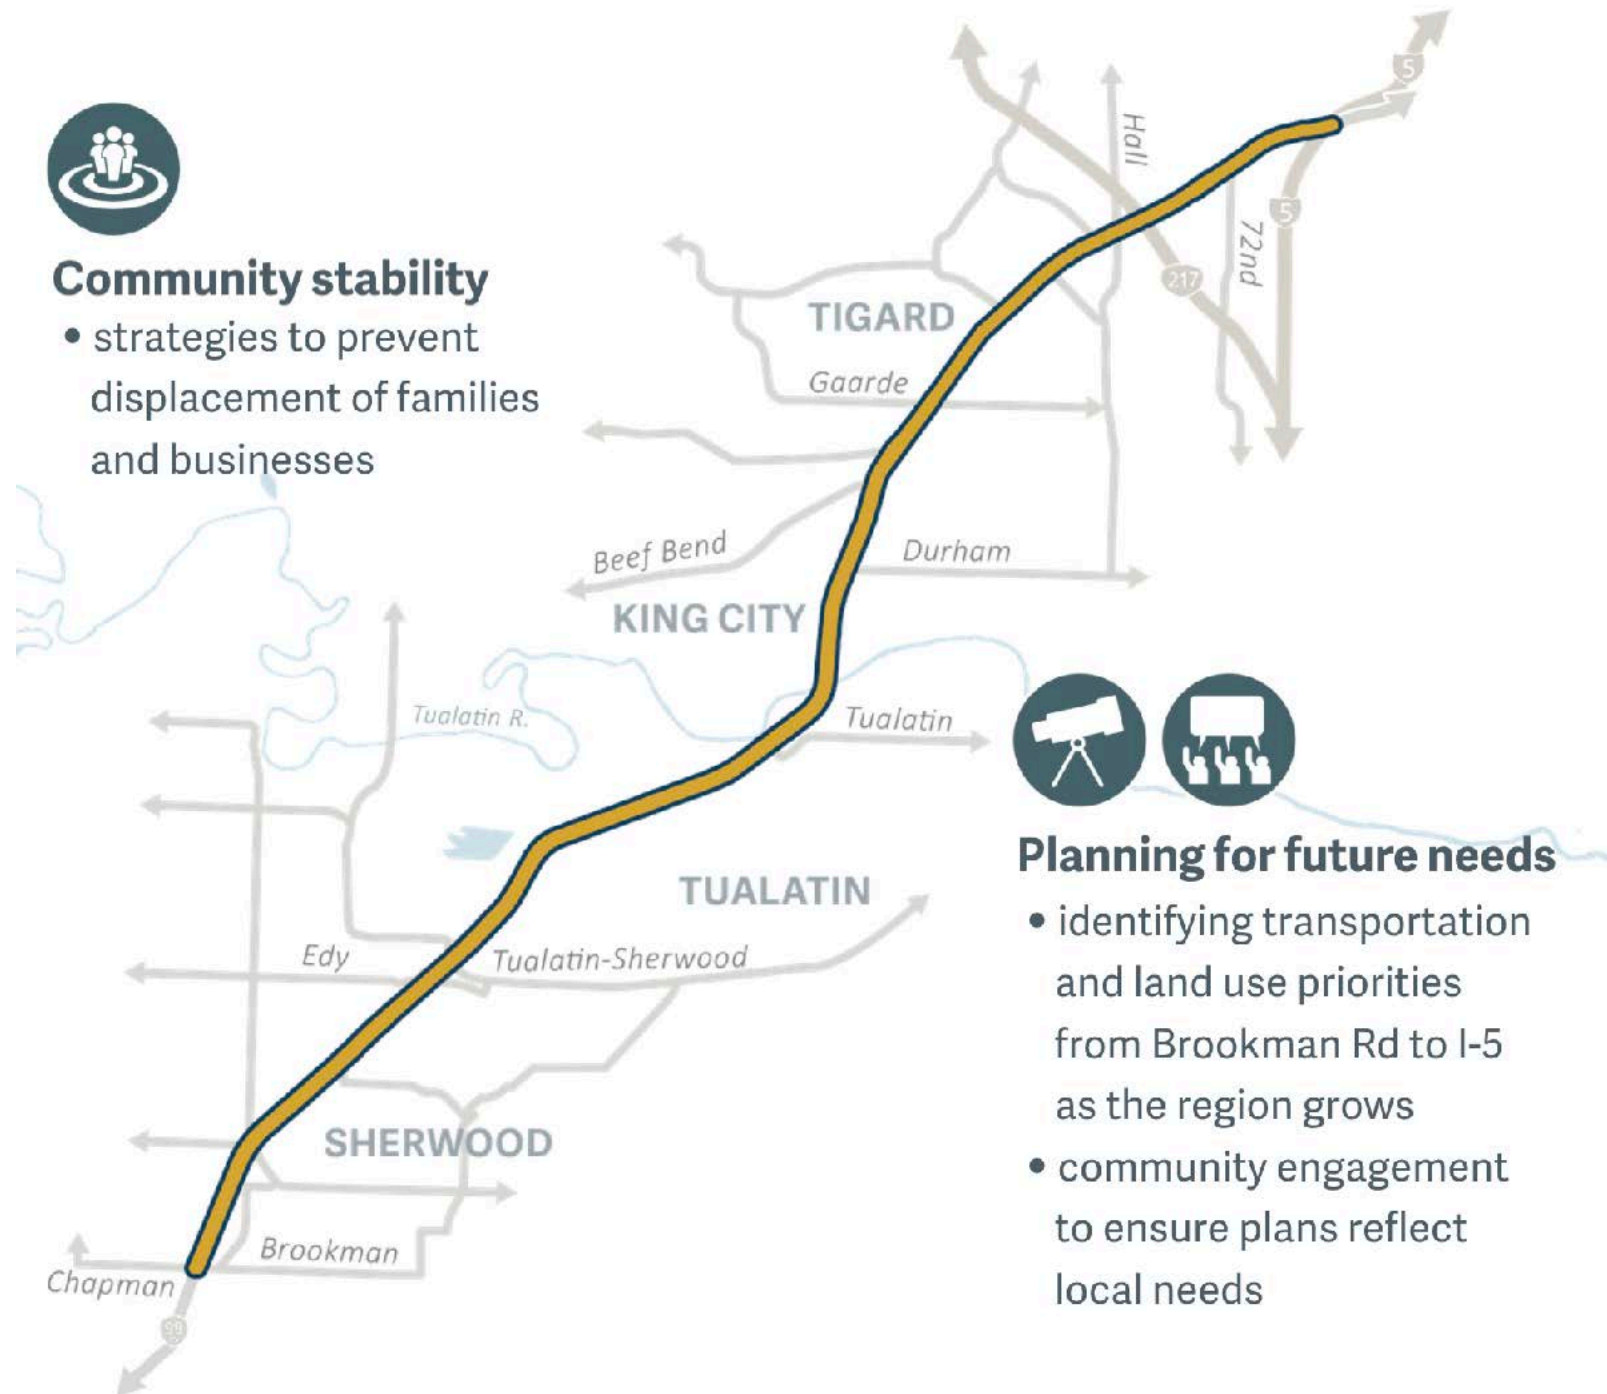 5
Hall
5
72nd
217
Community stability
• strategies to prevent
displacement of families
and businesses
TIGARD
Gaarde
Beef Bend
Durham
KING CITY
Tualatin R.
Tualatin
TUALATIN
Edy
Tualatin-Sherwood
SHERWOOD
Brookman
Chapman
99
Planning for future needs
• identifying transportation
and land use priorities
from Brookman Rd to I-5
as the region grows
• community engagement
to ensure plans reflect
local needs